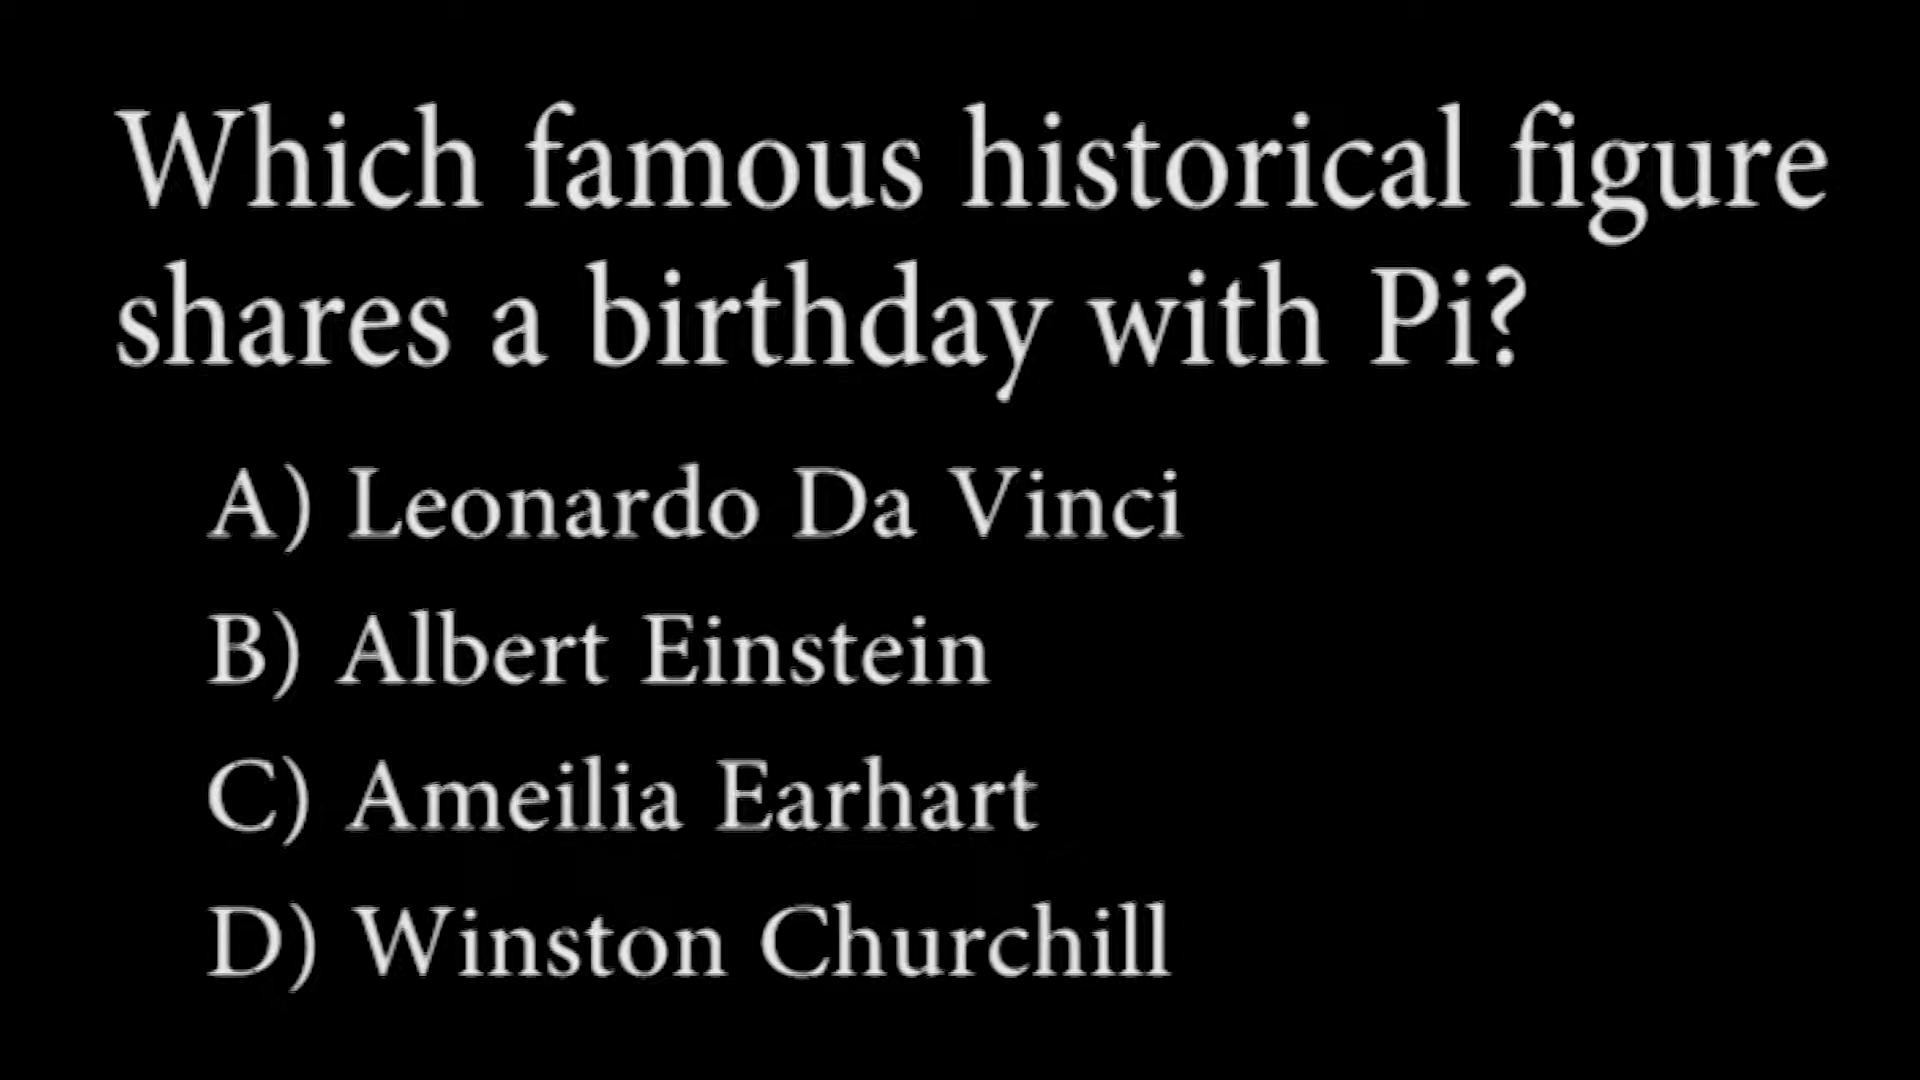 Which famous historical figure
shares a birthday with Pi?
A) Leonardo Da Vinci
B) Albert Einstein
C) Ameilia Earhart
D) Winston Churchill